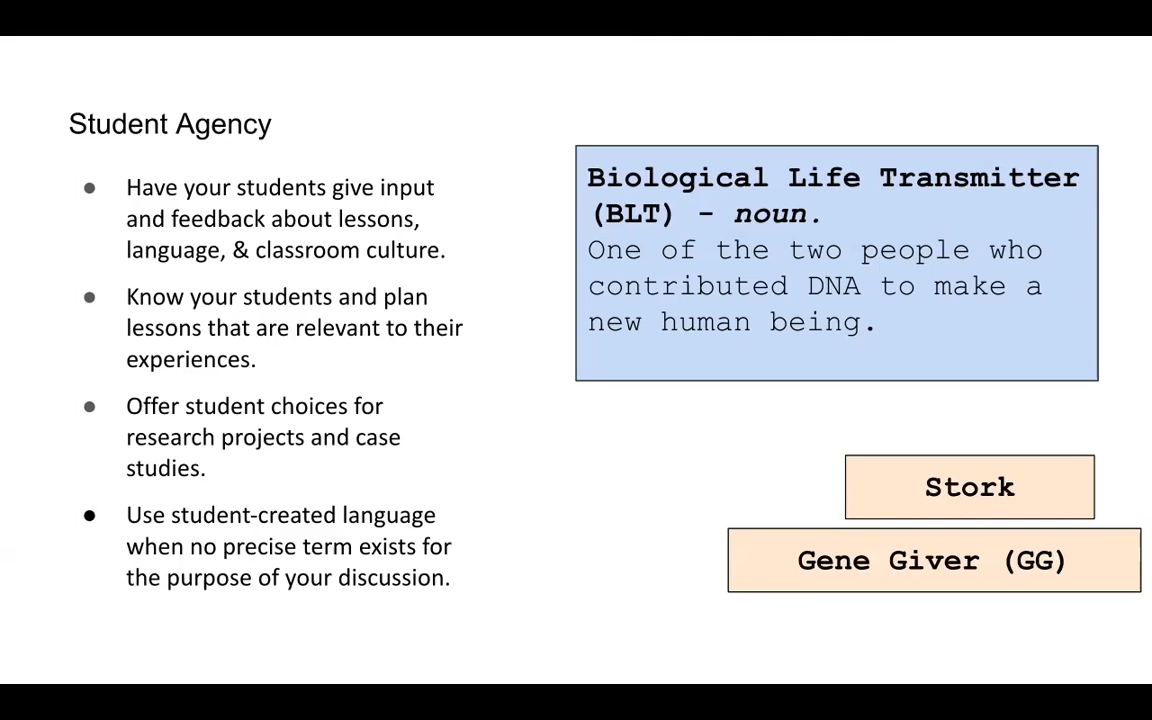 Student Agency
● Have your students give input
and feedback about lessons,
language, & classroom culture.
● Know your students and plan
lessons that are relevant to their
experiences.
● Offer student choices for
research projects and case
studies.
● Use student-created language
when no precise term exists for
the purpose of your discussion.
Biological Life Transmitter
(BLT) - noun.
One of the two people who
contributed DNA to make a
new human being.
Stork
Gene Giver (GG)